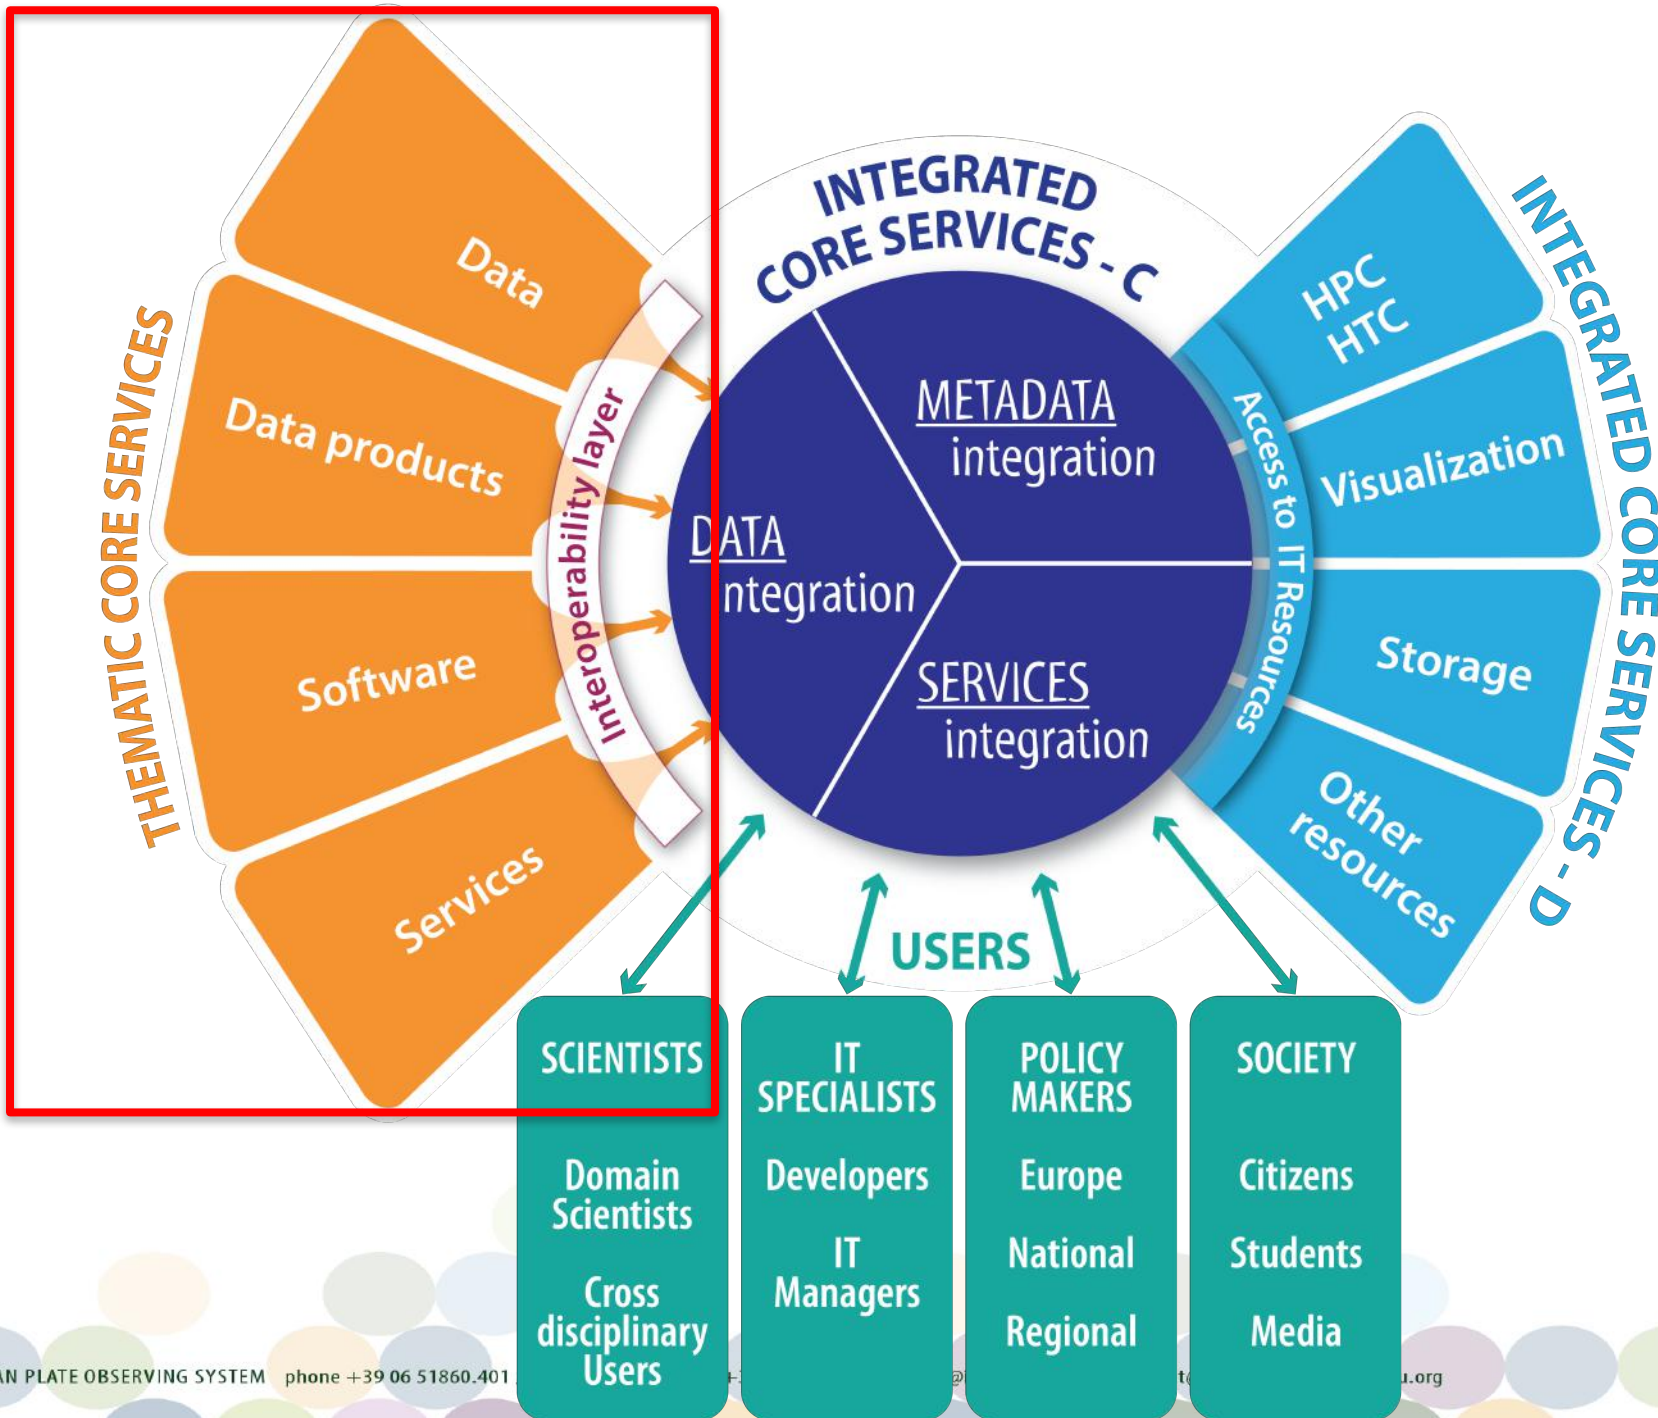 THEMATIC CORE SERVICES
Data
Data products
Software
Services
Interoperability layer
INTEGRATED
CORE SERVICES - C
METADATA
integration
DATA
ntegration
SERVICES
integration
Access to IT Resources
HPC
HTC
Visualization
Storage
Other
resources
INTEGRATED CORE SERVICES - D
USERS
SCIENTISTS
Domain
Scientists
Cross
disciplinary
Users
IT
SPECIALISTS
Developers
IT
Managers
POLICY
MAKERS
Europe
National
Regional
SOCIETY
Citizens
Students
Media
AN PLATE OBSERVING SYSTEM phone +39 06 51860.401
.org